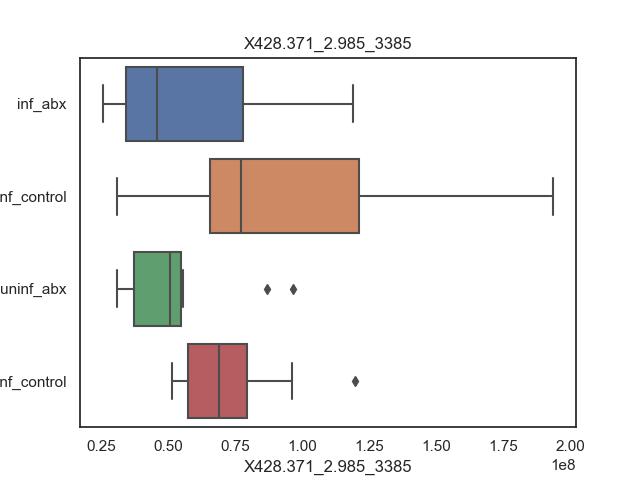 X428.371_2.985_3385
inf_abx
nf_control
uninf_abx
nf_control
0.25 0.50 0.75 1.00 1.25 1.50 1.75 2.00
X428.371_2.985_3385
1e8